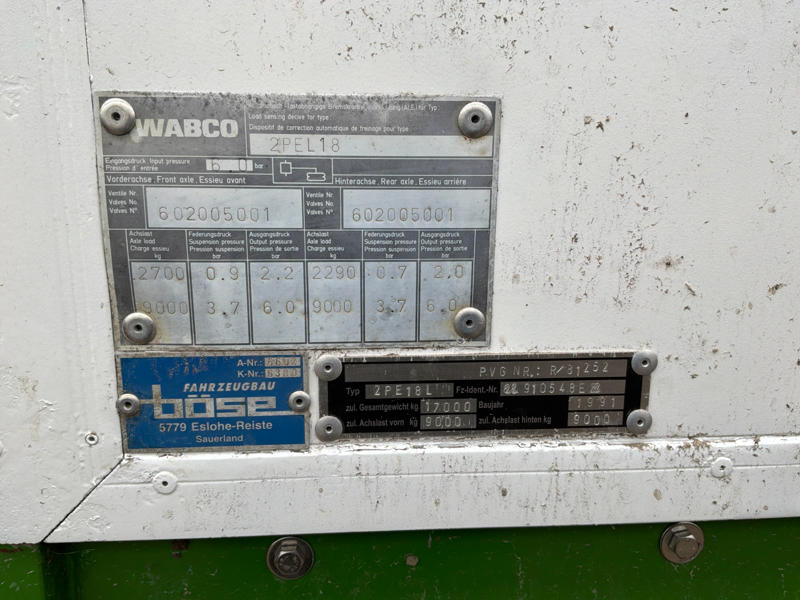 -lastabhängige
(ALB) für Typ:
Load sensing decive for type:
Dispositif de correction automatique de freinage pour type:
WABCO
2PEL18
Eingangsdruck, Input pressure
Pression d'entrée
6.0 bar
Vorderachse, Front axle, Essieu avant
Hinterachse, Rear axle, Essieu arrière
Ventile Nr.
Valves No.
Valves N°
602005001
Ventile Nr.
Valves No.
Valves N°
602005001
Achslast Federungsdruck Ausgangsdruck Achslast Federungsdruck Ausgangsdruck
Axle load Suspension pressure Output pressure Axle load Suspension pressure Output pressure
Charge essieu Pression suspension Pression de sortie Charge essieu Pression suspension Pression de sortie
kg bar bar kg bar bar
2700 0.9 2.2 2290 0.7 2.0
9000 3.7 6.0 9000 3.7 6.0
A-Nr.:
K-Nr.:
FAHRZEUGBAU
böse
5779 Eslohe-Reiste
Sauerland
P.V.G NR.: R/31252
Typ 2PE18L Fz-Ident.-Nr. 910548E
zul. Gesamtgewicht kg 17000 Baujahr 1991
zul. Achslast vorn kg 9000 zul. Achslast hinten kg 9000